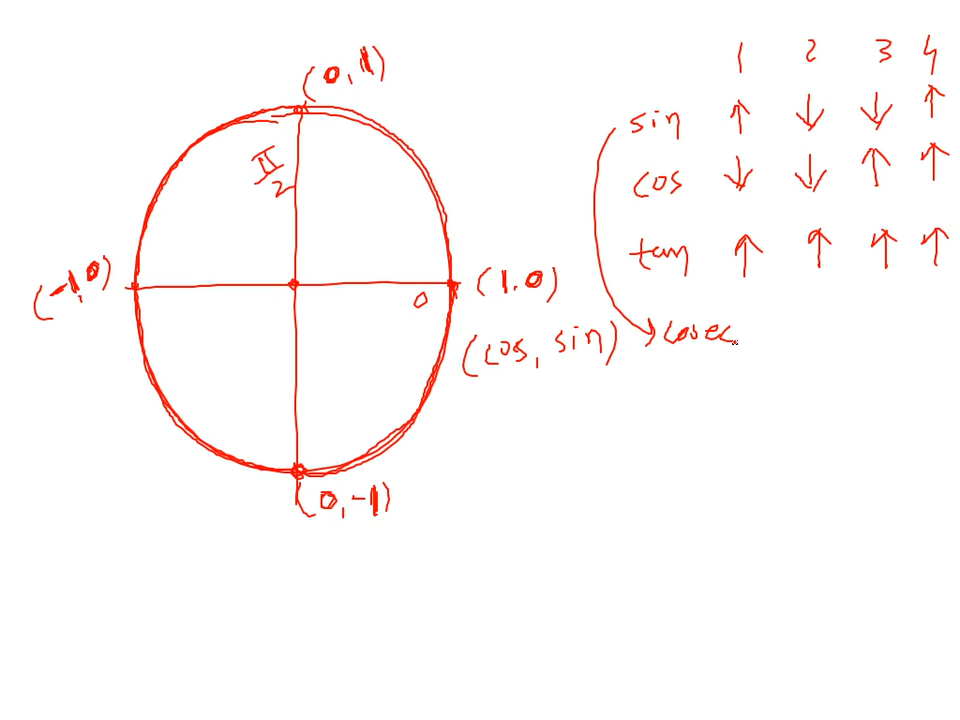 (0, 1)
π/2
(-1, 0)
0
(1.0)
(cos, sin)
(0, -1)
1 2 3 4
sin ↑ ↓ ↓ ↑
cos ↓ ↓ ↑ ↑
tan ↑ ↑ ↑ ↑
cosec